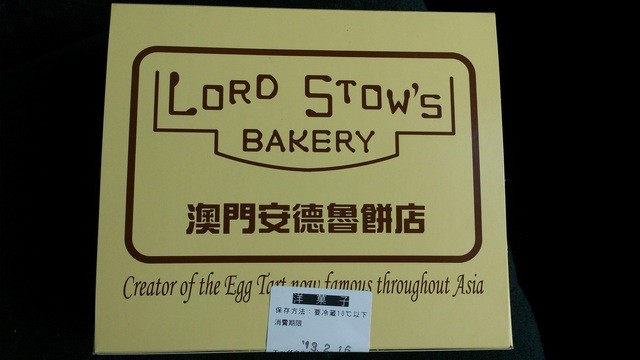 LORD STOW'S
BAKERY
澳門安德魯餅店
Creator of the Egg Tart now famous throughout Asia
洋菓子
保存方法:要冷蔵10℃以下
消費期限
'13.2.16